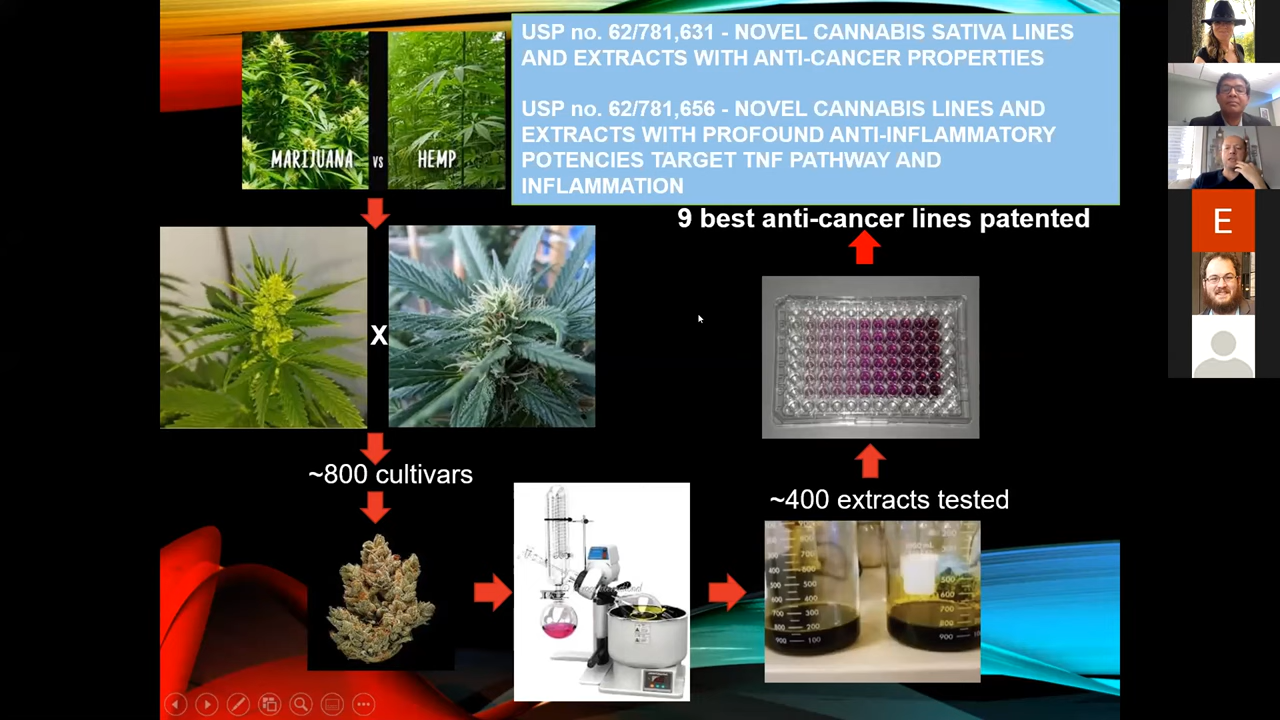 USP no. 62/781,631 - NOVEL CANNABIS SATIVA LINES
AND EXTRACTS WITH ANTI-CANCER PROPERTIES
USP no. 62/781,656 - NOVEL CANNABIS LINES AND
EXTRACTS WITH PROFOUND ANTI-INFLAMMATORY
POTENCIES TARGET TNF PATHWAY AND
INFLAMMATION
MARIJUANA vs HEMP
9 best anti-cancer lines patented
E
X
~800 cultivars
~400 extracts tested